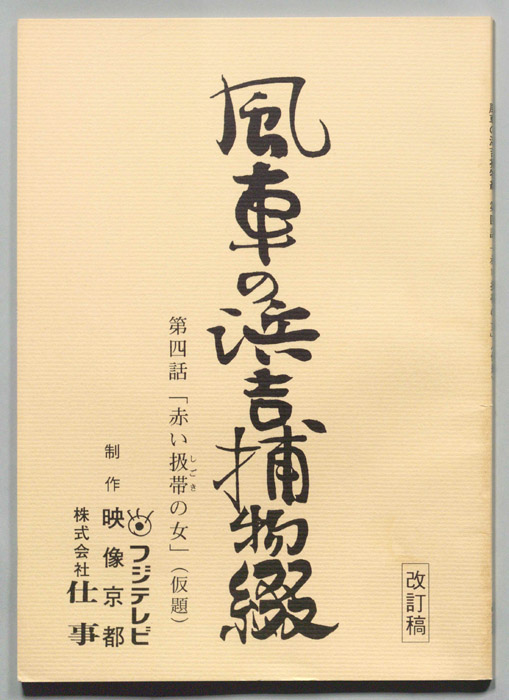 改訂稿
風車の浜吉捕物綴
第四話「赤い扱帯の女」（仮題）
しごき
制作
フジテレビ
映像京都
株式会社仕事